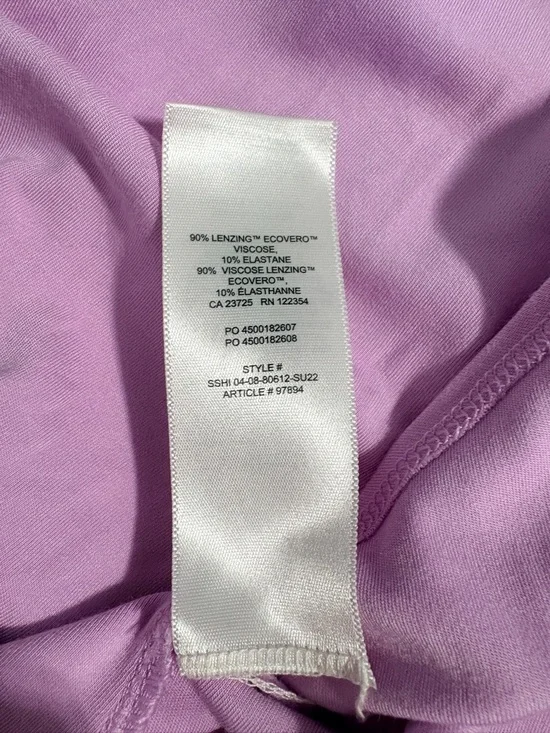 90% LENZING™ ECOVERO™
VISCOSE,
10% ELASTANE
90% VISCOSE LENZING™
ECOVERO™,
10% ÉLASTHANNE
CA 23725 RN 122354
PO 4500182607
PO 4500182608
STYLE #
SSHI 04-08-80612-SU22
ARTICLE # 97894